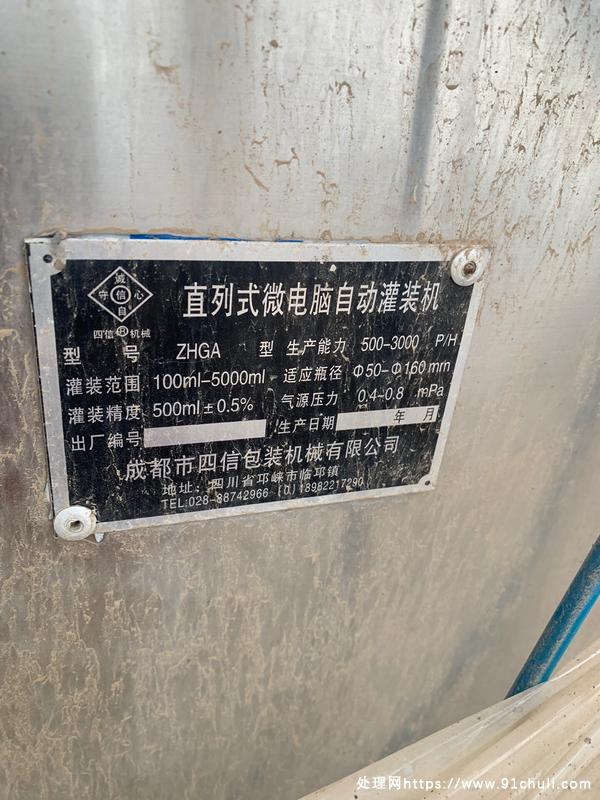 诚
守信心
自
四信®机械
直列式微电脑自动灌装机
型 号 ZHGA 型 生产能力 500-3000 P/H
灌装范围 100ml-5000ml 适应瓶径 Φ50-Φ160mm
灌装精度 500ml±0.5% 气源压力 0.4-0.8 mPa
出厂编号 生产日期 年 月
成都市四信包装机械有限公司
地址:四川省邛崃市临邛镇
TEL:028-88742966 (0)18982217290
处理网https://www.91chuli.com